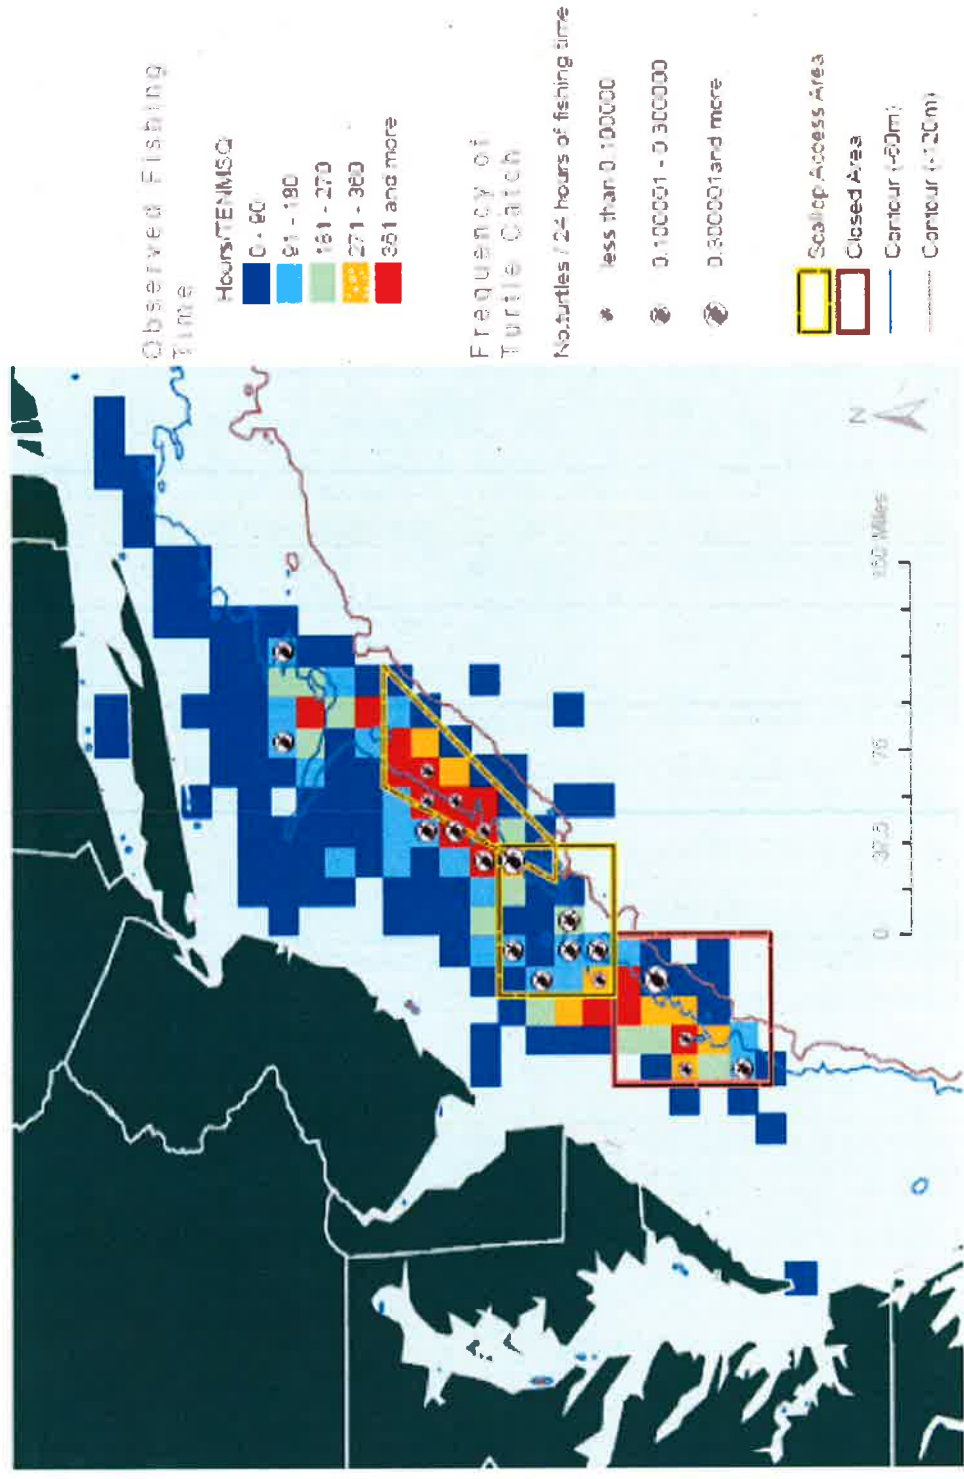 Observed Fishing
Time
Hours/TENMSQ
0 - 90
91 - 180
181 - 270
271 - 360
361 and more
Frequency of
Turtle Catch
No.turtles / 24 hours of fishing time
less than 0.100000
0.100001 - 0.300000
0.300001 and more
Scallop Access Area
Closed Area
Contour (-60m)
Contour (-120m)
N
0 37.5 75 150 Miles